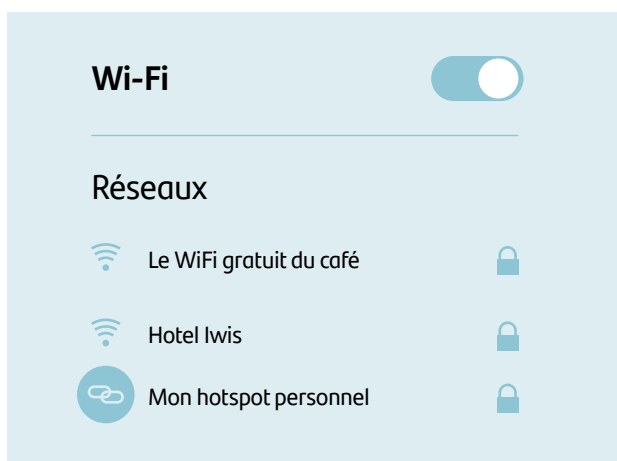 Wi-Fi
Réseaux
Le WiFi gratuit du café
Hotel Iwis
Mon hotspot personnel